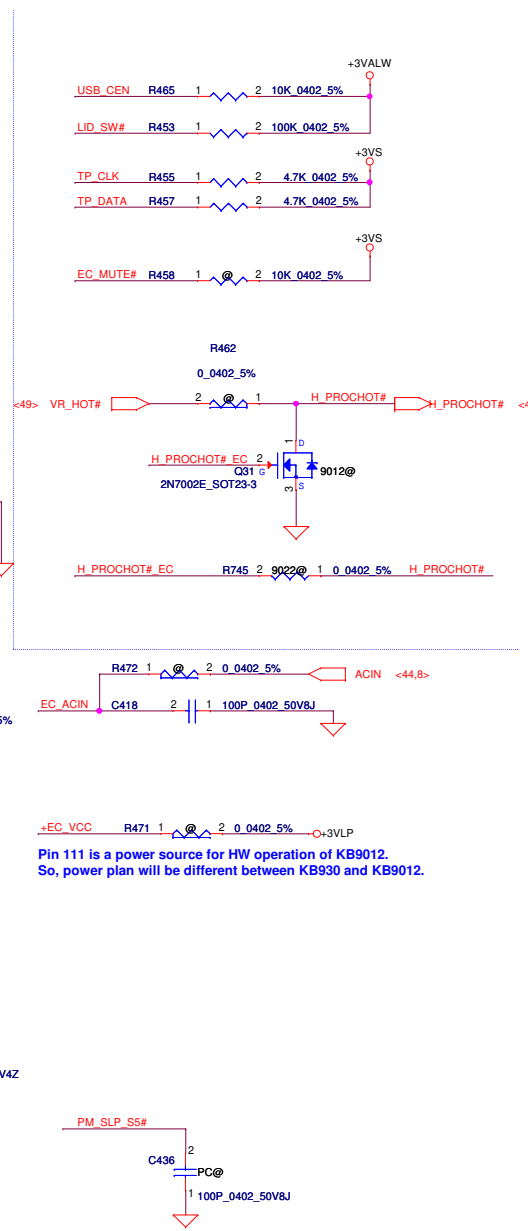 +3VALW
USB_CEN R465 1 2 10K_0402_5%
LID_SW# R453 1 2 100K_0402_5%
+3VS
TP_CLK R455 1 2 4.7K_0402_5%
TP_DATA R457 1 2 4.7K_0402_5%
+3VS
EC_MUTE# R458 1 @ 2 10K_0402_5%
R462
0_0402_5%
<49> VR_HOT# 2 @ 1 H_PROCHOT# H_PROCHOT# <4
1 D
H_PROCHOT#_EC 2
Q31 G 9012@
2N7002E_SOT23-3 3 S
H_PROCHOT#_EC R745 2 9022@ 1 0_0402_5% H_PROCHOT#
R472 1 @ 2 0_0402_5% ACIN <44,8>
EC_ACIN C418 2 1 100P_0402_50V8J
5%
+EC_VCC R471 1 @ 2 0_0402_5% +3VLP
Pin 111 is a power source for HW operation of KB9012.
So, power plan will be different between KB930 and KB9012.
V4Z
PM_SLP_S5#
2
C436 PC@
1 100P_0402_50V8J